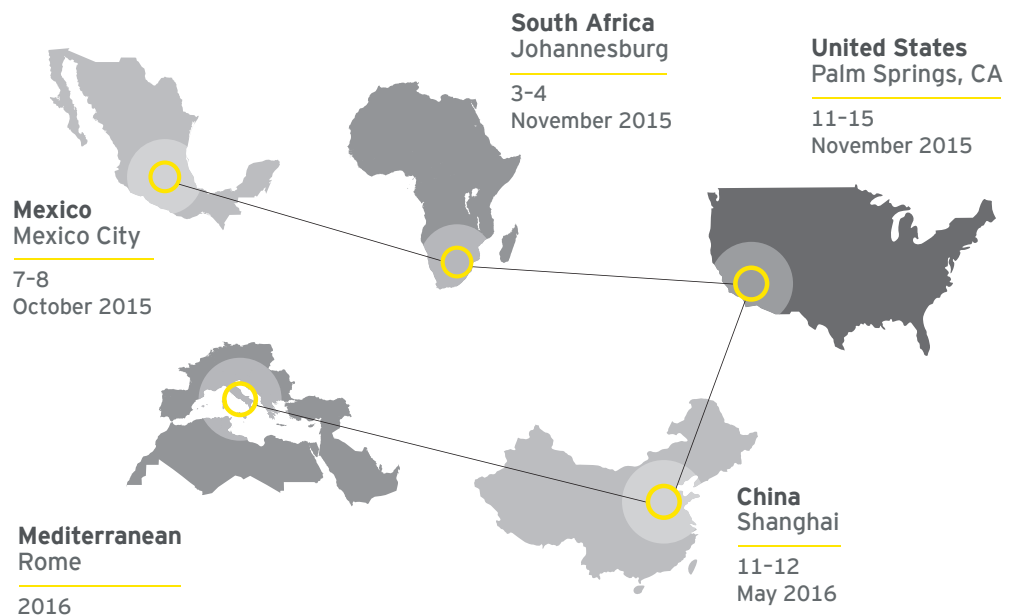 South Africa
Johannesburg
3–4
November 2015
United States
Palm Springs, CA
11–15
November 2015
Mexico
Mexico City
7–8
October 2015
Mediterranean
Rome
2016
China
Shanghai
11–12
May 2016